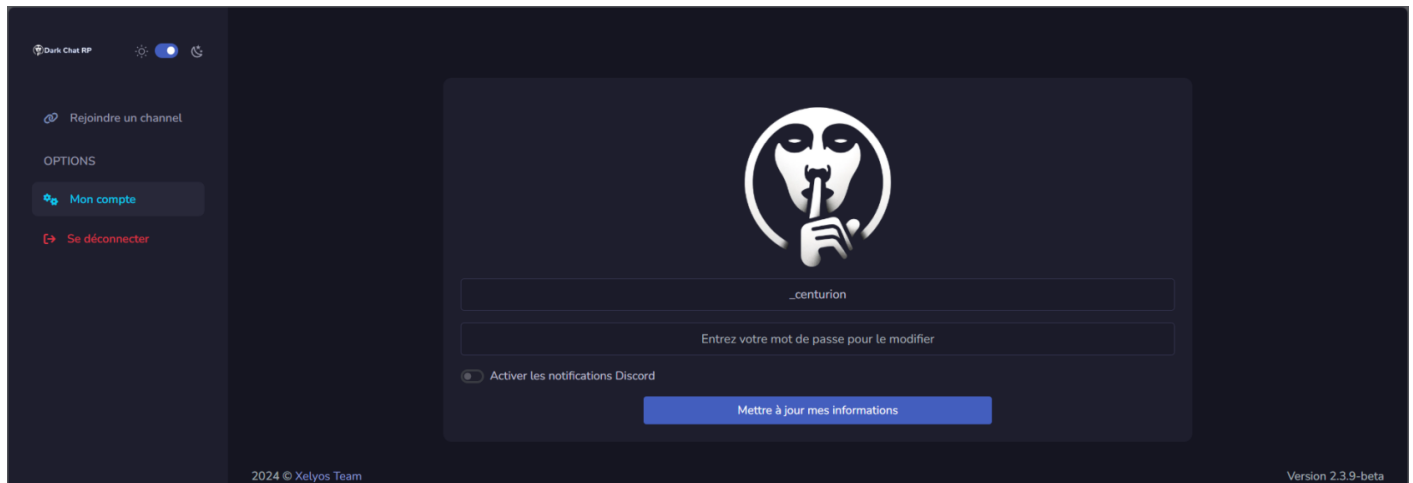 Dark Chat RP
Rejoindre un channel
OPTIONS
Mon compte
Se déconnecter
_centurion
Entrez votre mot de passe pour le modifier
Activer les notifications Discord
Mettre à jour mes informations
2024 © Xelyos Team
Version 2.3.9-beta